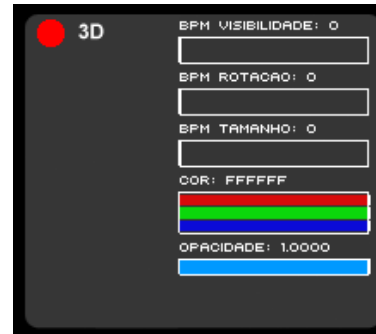 3D
BPM VISIBILIDADE: 0
BPM ROTACAO: 0
BPM TAMANHO: 0
COR: FFFFFF
OPACIDADE: 1.0000